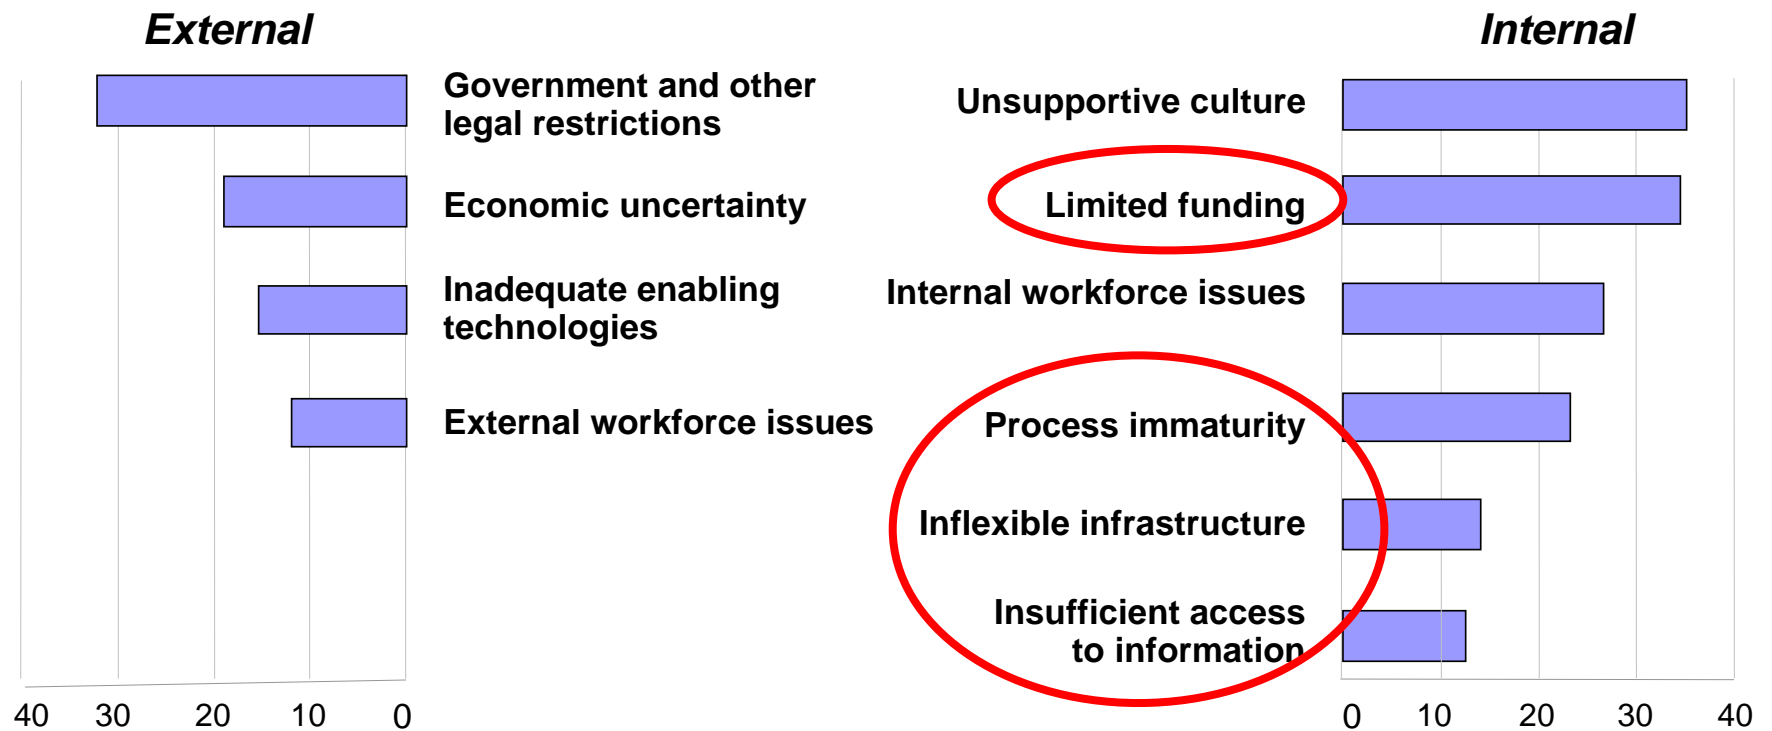 External
Government and other
legal restrictions
Economic uncertainty
Inadequate enabling
technologies
External workforce issues
40 30 20 10 0
Internal
Unsupportive culture
Limited funding
Internal workforce issues
Process immaturity
Inflexible infrastructure
Insufficient access
to information
0 10 20 30 40